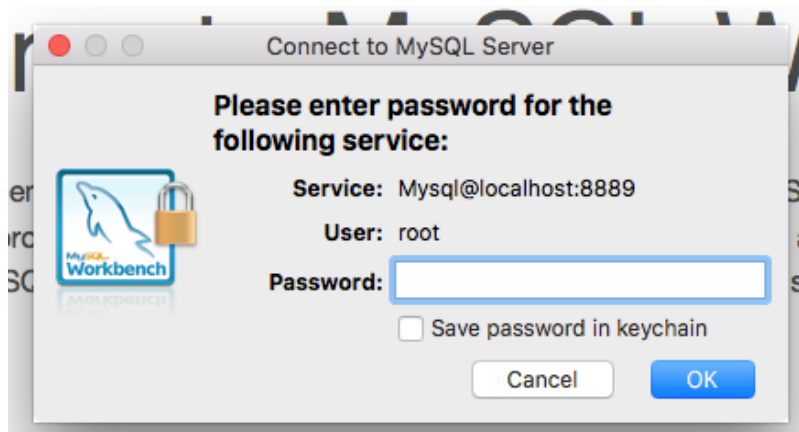 Connect to MySQL Server
Please enter password for the
following service:
Service: Mysql@localhost:8889
User: root
MySQL
Workbench
Password:
Save password in keychain
Cancel OK